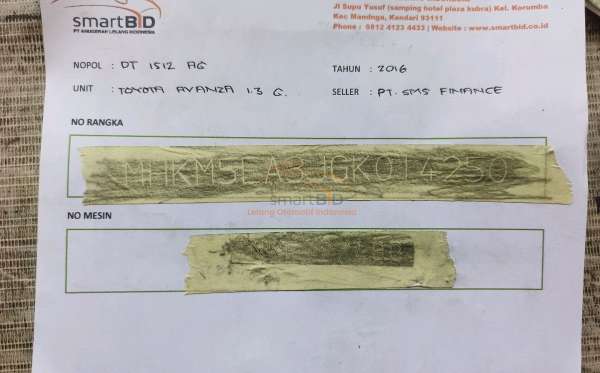 smartBID
PT ANUGERAH LELANG INDONESIA
Jl Supu Yusuf (samping hotel plaza kubra) Kel. Korumba
Kec Mandnga, Kendari 93111
Phone : 0812 4123 4433 | Website : www.smartbid.co.id
NOPOL : DT 1512 AG TAHUN : 2016
UNIT : TOYOTA AVANZA 1.3 G. SELLER : PT. SMS FINANCE
NO RANGKA
MHKM5EA3JGK014250
smartBID
Lelang Otomotif Indonesia
NO MESIN